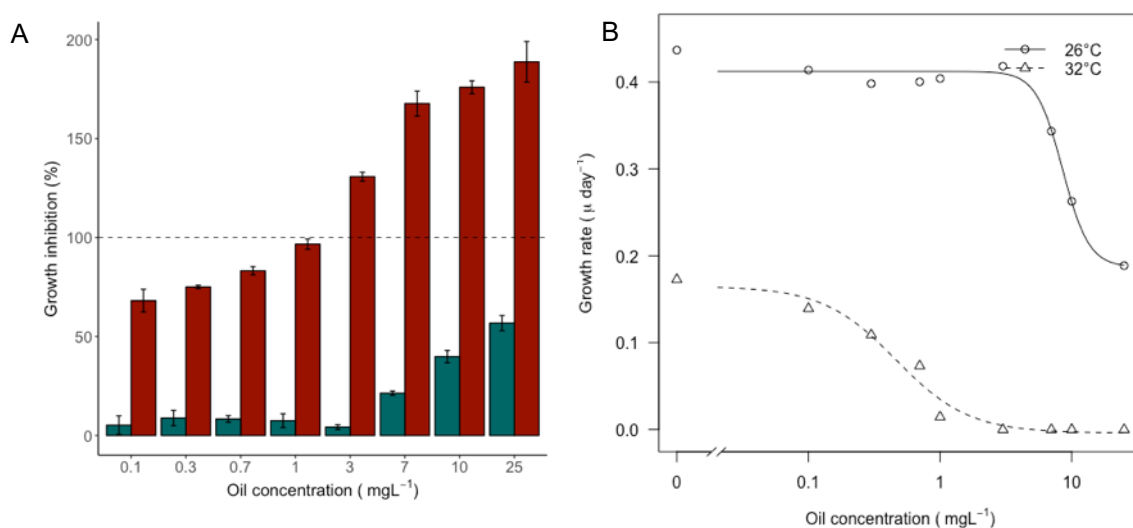 A
Growth inhibition (%)
200
150
100
50
0
0.1 0.3 0.7 1 3 7 10 25
Oil concentration ( mgL⁻¹)
B
26°C
32°C
Growth rate ( μ day⁻¹)
0.4
0.3
0.2
0.1
0.0
0 0.1 1 10
Oil concentration ( mgL⁻¹)